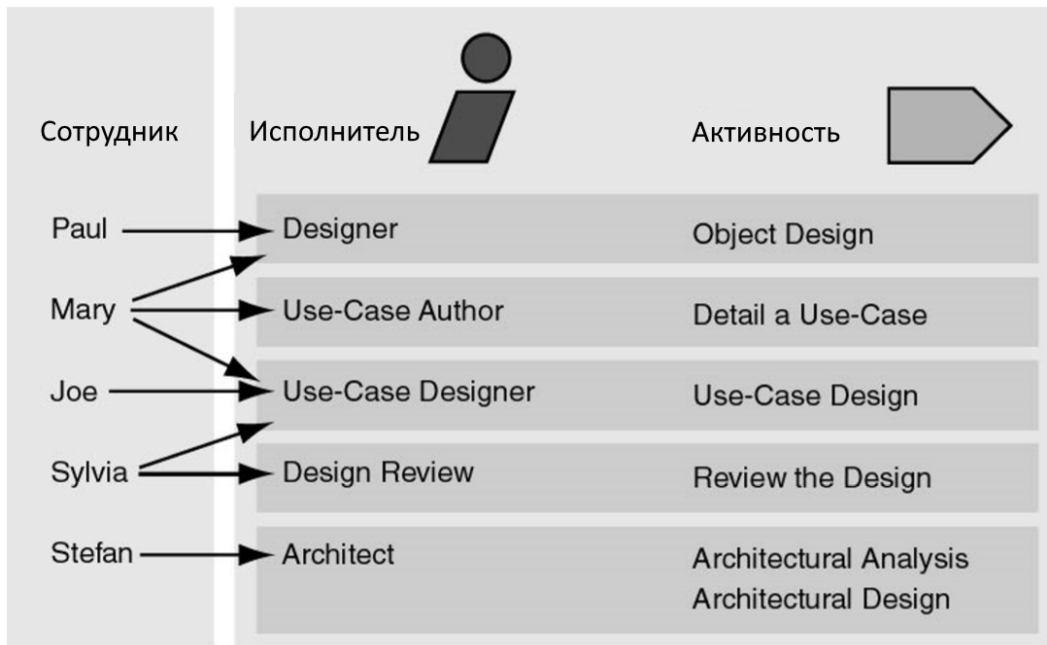 Сотрудник Исполнитель Активность
Paul Designer Object Design
Mary Use-Case Author Detail a Use-Case
Joe Use-Case Designer Use-Case Design
Sylvia Design Review Review the Design
Stefan Architect Architectural Analysis
Architectural Design